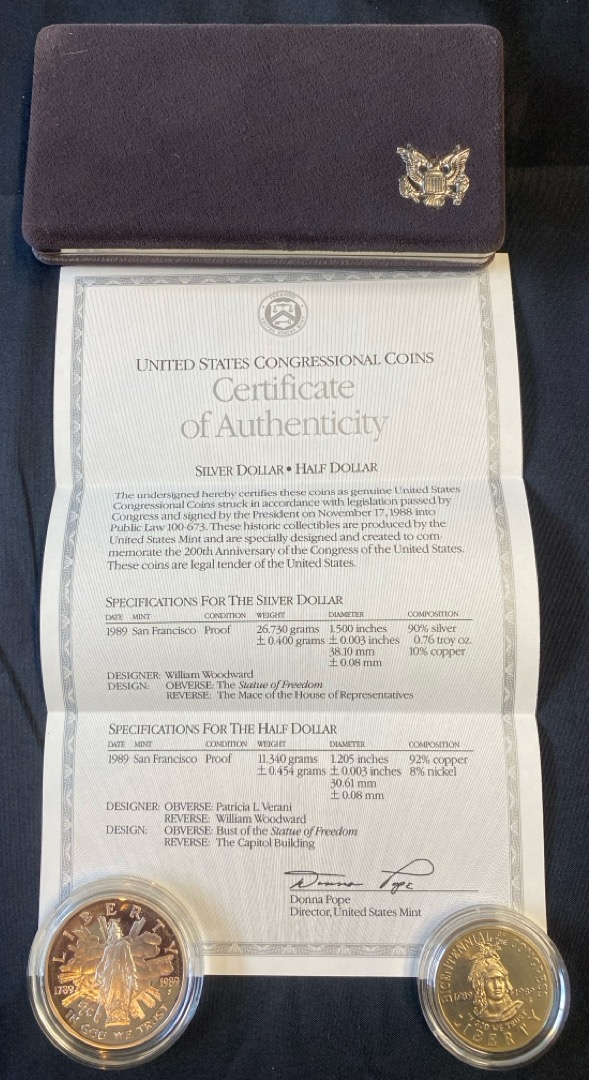 UNITED STATES CONGRESSIONAL COINS
Certificate
of Authenticity
SILVER DOLLAR • HALF DOLLAR
The undersigned hereby certifies these coins as genuine United States
Congressional Coins struck in accordance with legislation passed by
Congress and signed by the President on November 17, 1988 into
Public Law 100-673. These historic collectibles are produced by the
United States Mint and are specially designed and created to com-
memorate the 200th Anniversary of the Congress of the United States.
These coins are legal tender of the United States.
SPECIFICATIONS FOR THE SILVER DOLLAR
DATE MINT CONDITION WEIGHT DIAMETER COMPOSITION
1989 San Francisco Proof 26.730 grams 1.500 inches 90% silver
± 0.400 grams ± 0.003 inches 0.76 troy oz.
38.10 mm 10% copper
± 0.08 mm
DESIGNER: William Woodward
DESIGN: OBVERSE: The Statue of Freedom
REVERSE: The Mace of the House of Representatives
SPECIFICATIONS FOR THE HALF DOLLAR
DATE MINT CONDITION WEIGHT DIAMETER COMPOSITION
1989 San Francisco Proof 11.340 grams 1.205 inches 92% copper
± 0.454 grams ± 0.003 inches 8% nickel
30.61 mm
± 0.08 mm
DESIGNER: OBVERSE: Patricia L. Verani
REVERSE: William Woodward
DESIGN: OBVERSE: Bust of the Statue of Freedom
REVERSE: The Capitol Building
Donna Pope
Donna Pope
Director, United States Mint
LIBERTY
1789 1989
S
IN GOD WE TRUST
BICENTENNIAL OF THE CONGRESS
1789 1989
S
IN GOD WE TRUST
LIBERTY